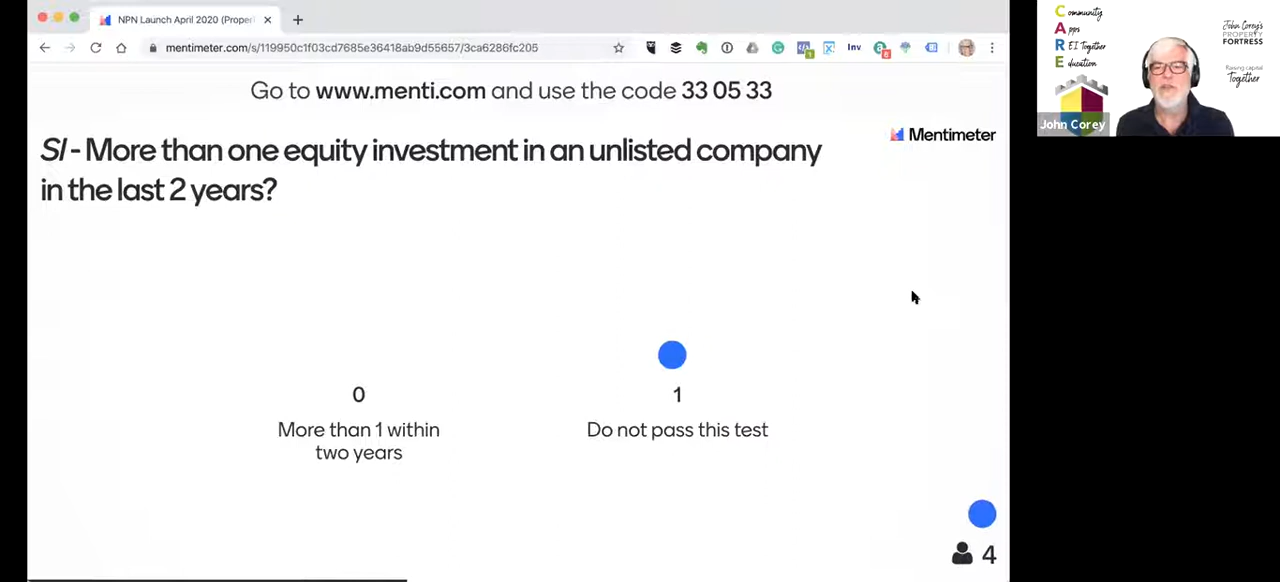 NPN Launch April 2020 (Proper
mentimeter.com/s/119950c1f03cd7685e36418ab9d55657/3ca6286fc205
Inv
Go to www.menti.com and use the code 33 05 33
Mentimeter
SI - More than one equity investment in an unlisted company
in the last 2 years?
0
1
More than 1 within
two years
Do not pass this test
4
Community
Apps
REI Together
Education
John Corey's
PROPERTY
FORTRESS
Raising capital
Together
John Corey